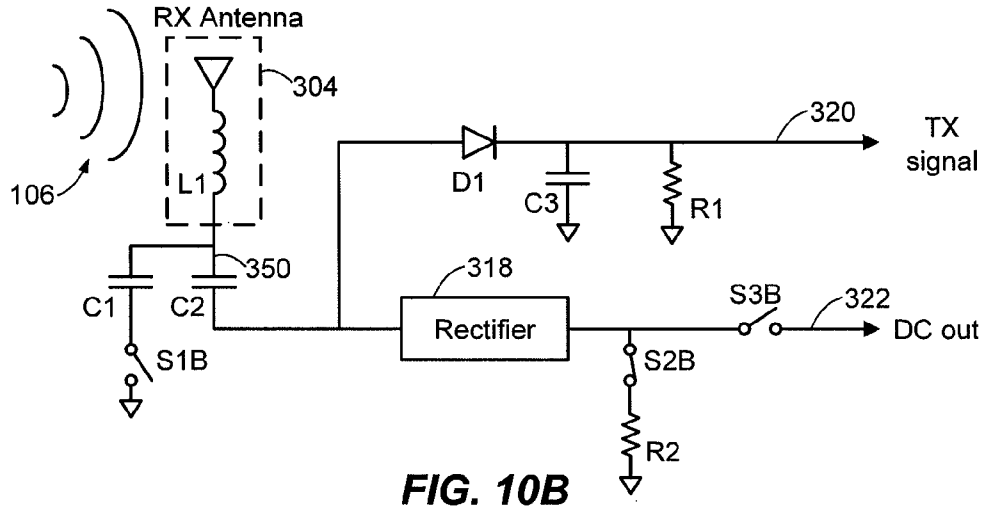 RX Antenna
304
106
L1
350
C1
C2
S1B
D1
C3
R1
320
TX
signal
318
Rectifier
S3B
322
DC out
S2B
R2
FIG. 10B